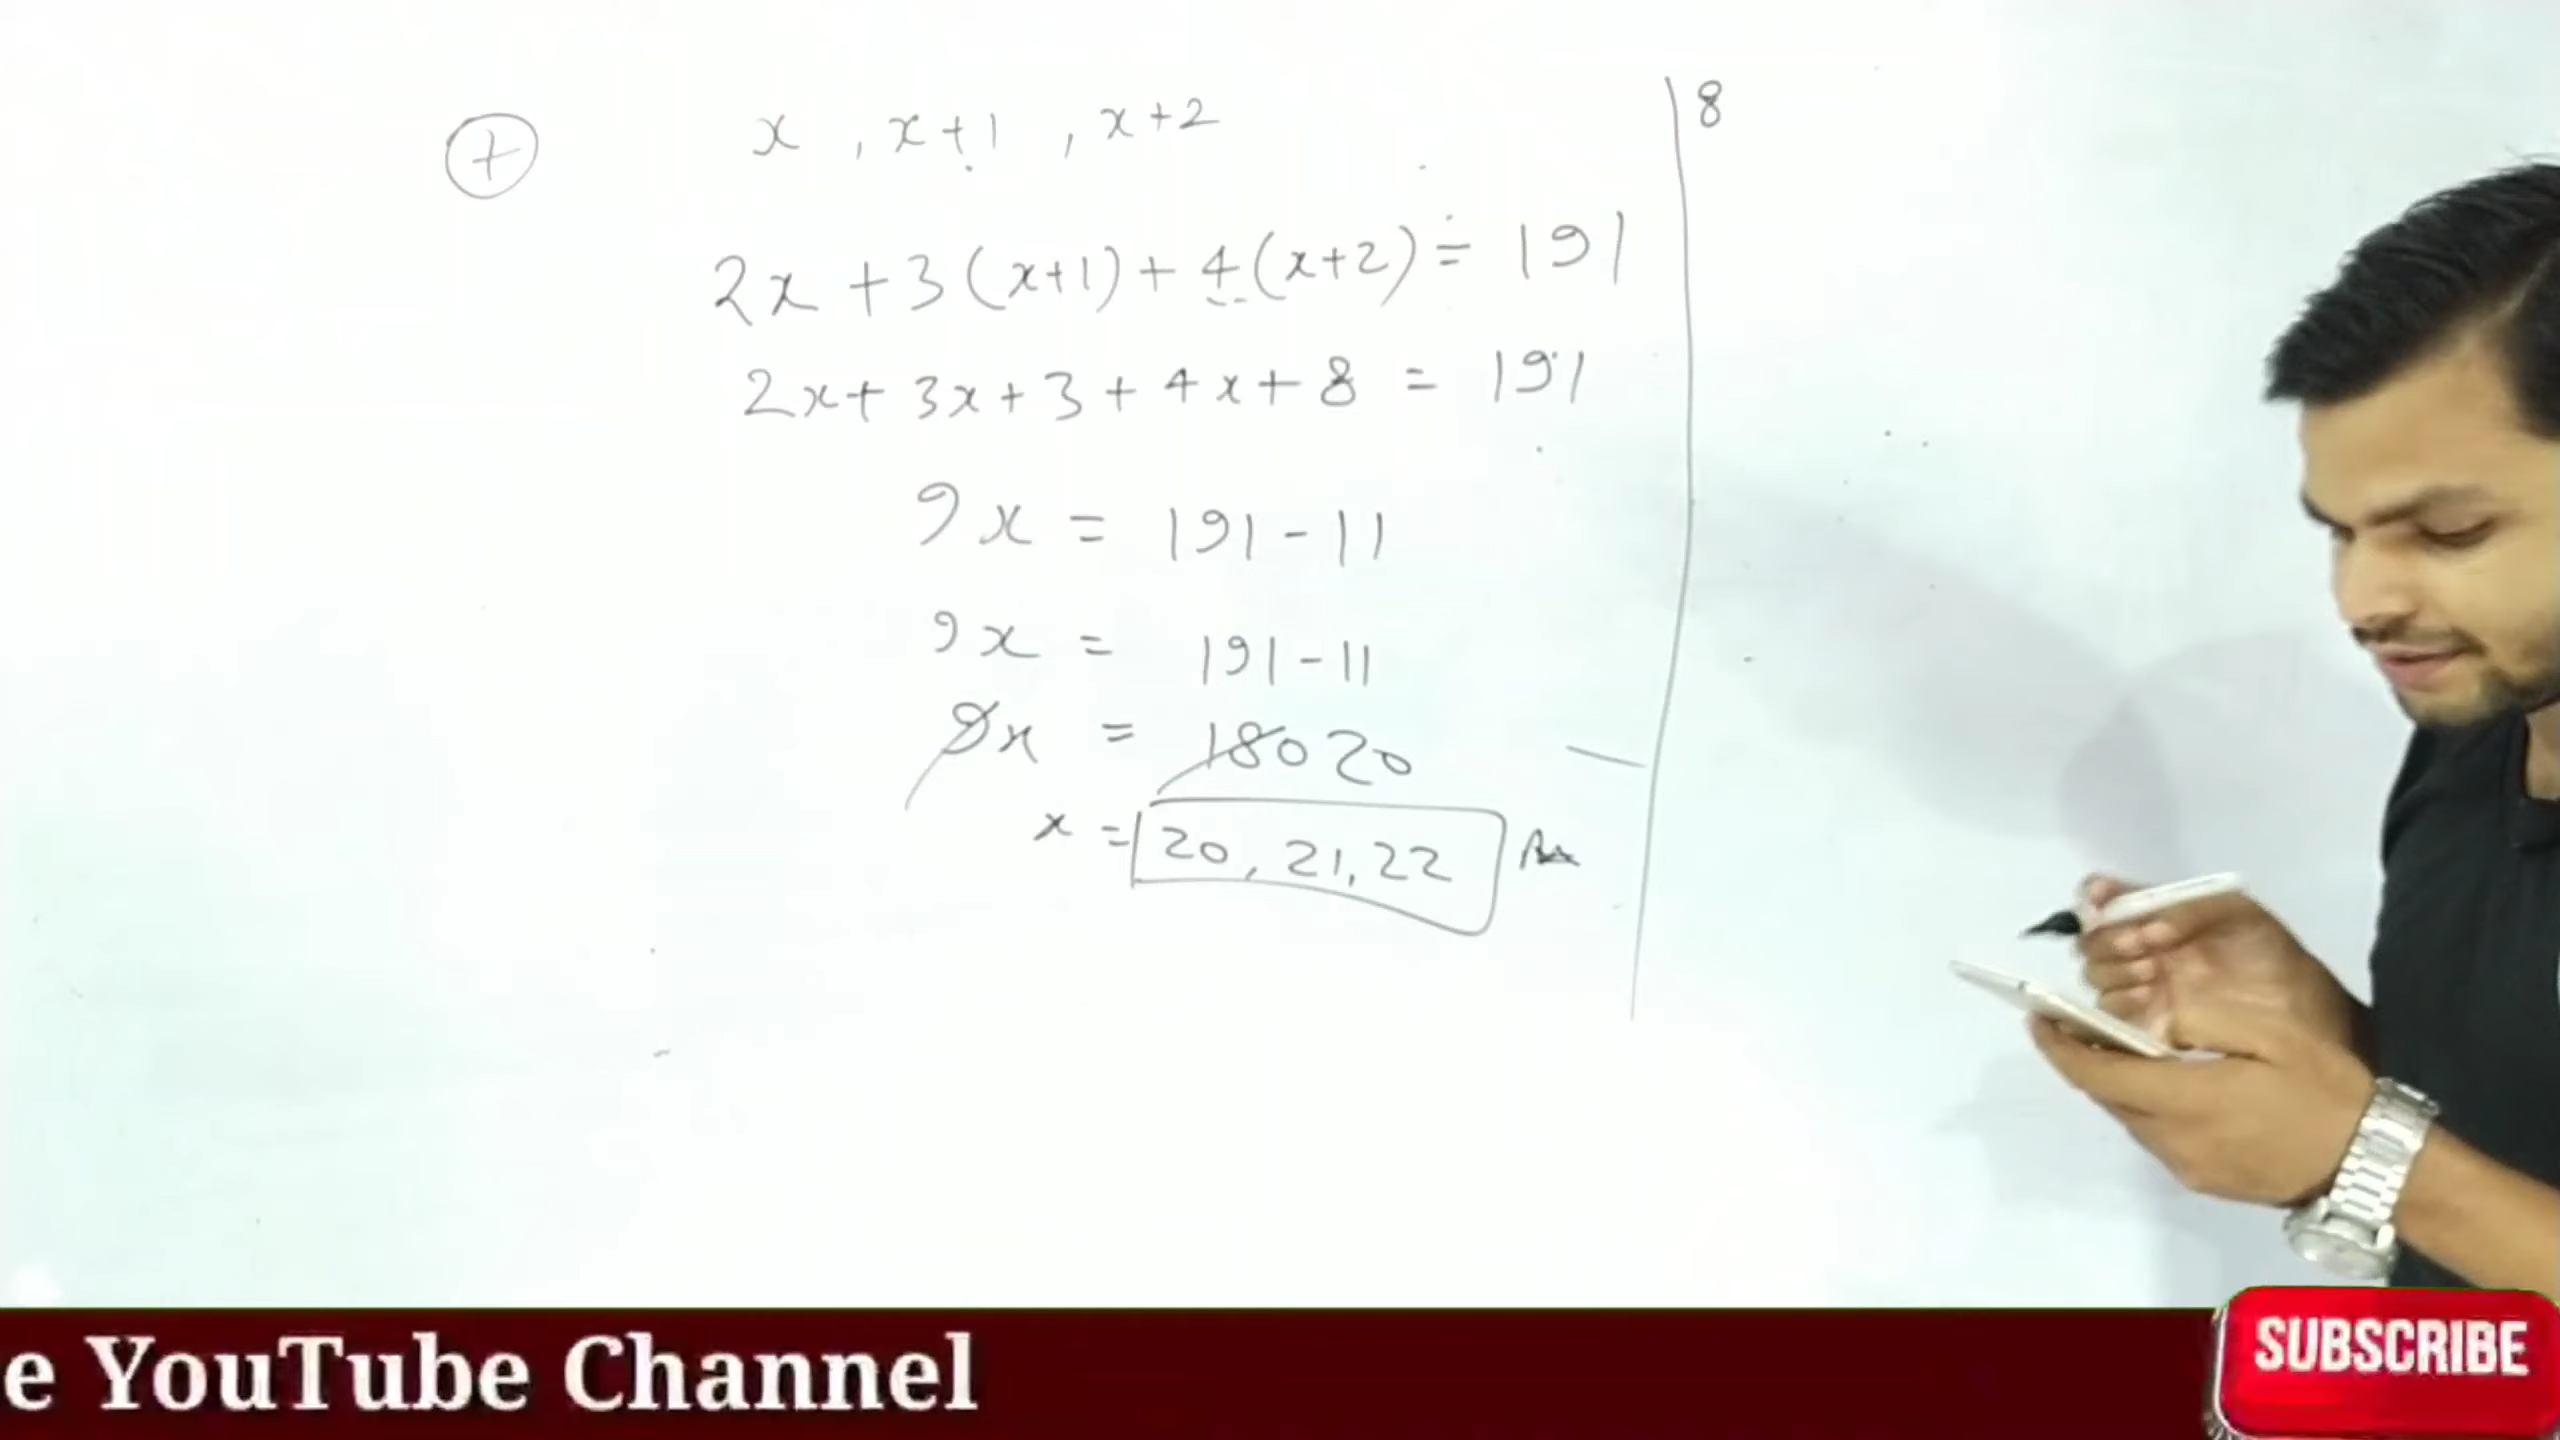 7
x , x+1 , x+2
2x + 3(x+1) + 4(x+2) = 191
2x + 3x + 3 + 4x + 8 = 191
9x = 191 - 11
9x = 191 - 11
9x = 180 20
x = 20, 21, 22
8
e YouTube Channel
SUBSCRIBE